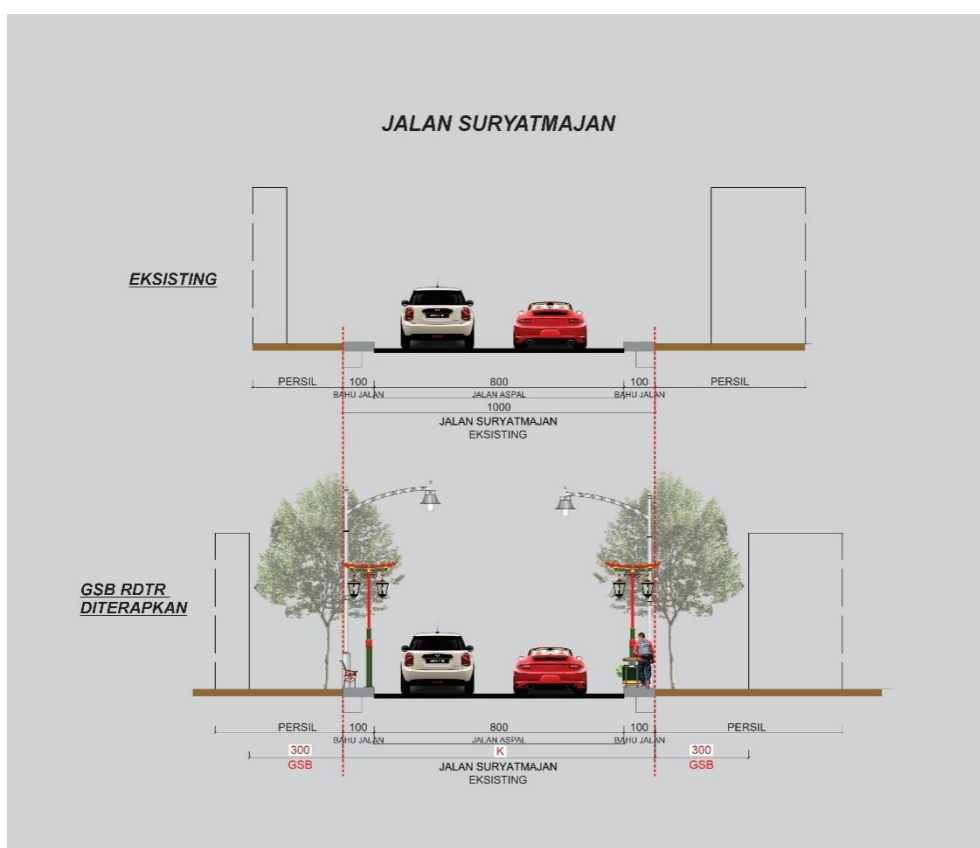 JALAN SURYATMAJAN
EKSISTING
PERSIL 100 800 100 PERSIL
BAHU JALAN JALAN ASPAL BAHU JALAN
1000
JALAN SURYATMAJAN
EKSISTING
GSB RDTR
DITERAPKAN
PERSIL 100 800 100 PERSIL
BAHU JALAN JALAN ASPAL BAHU JALAN
300 K 300
GSB JALAN SURYATMAJAN GSB
EKSISTING